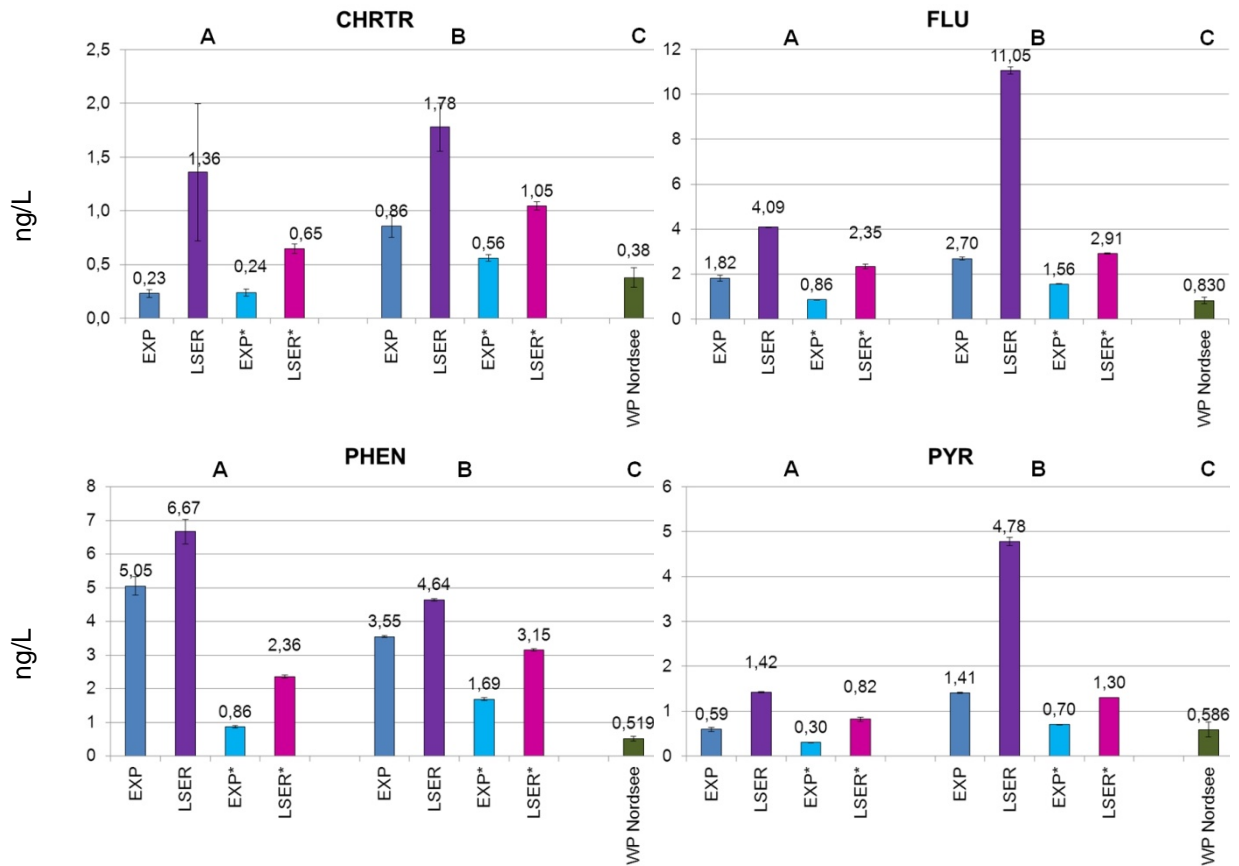 CHRTR
A B C
ng/L
2,5
2,0
1,5
1,0
0,5
0,0
0,23
1,36
0,24
0,65
0,86
1,78
0,56
1,05
0,38
EXP
LSER
EXP*
LSER*
EXP
LSER
EXP*
LSER*
WP Nordsee
FLU
A B C
12
10
8
6
4
2
0
1,82
4,09
0,86
2,35
2,70
11,05
1,56
2,91
0,830
EXP
LSER
EXP*
LSER*
EXP
LSER
EXP*
LSER*
WP Nordsee
PHEN
A B C
ng/L
8
7
6
5
4
3
2
1
0
5,05
6,67
0,86
2,36
3,55
4,64
1,69
3,15
0,519
EXP
LSER
EXP*
LSER*
EXP
LSER
EXP*
LSER*
WP Nordsee
PYR
A B C
6
5
4
3
2
1
0
0,59
1,42
0,30
0,82
1,41
4,78
0,70
1,30
0,586
EXP
LSER
EXP*
LSER*
EXP
LSER
EXP*
LSER*
WP Nordsee